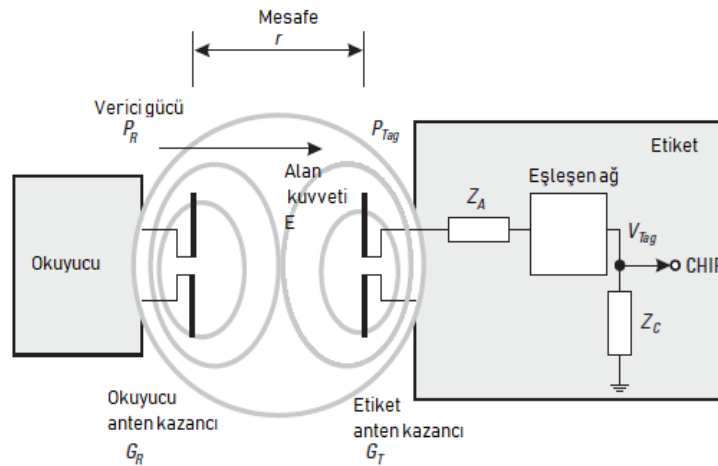 Mesafe
r
Verici gücü
P_R
P_Tag
Alan
kuvveti
E
Etiket
Eşleşen ağ
Z_A
V_Tag
CHIP
Okuyucu
Z_C
Okuyucu
anten kazancı
G_R
Etiket
anten kazancı
G_T